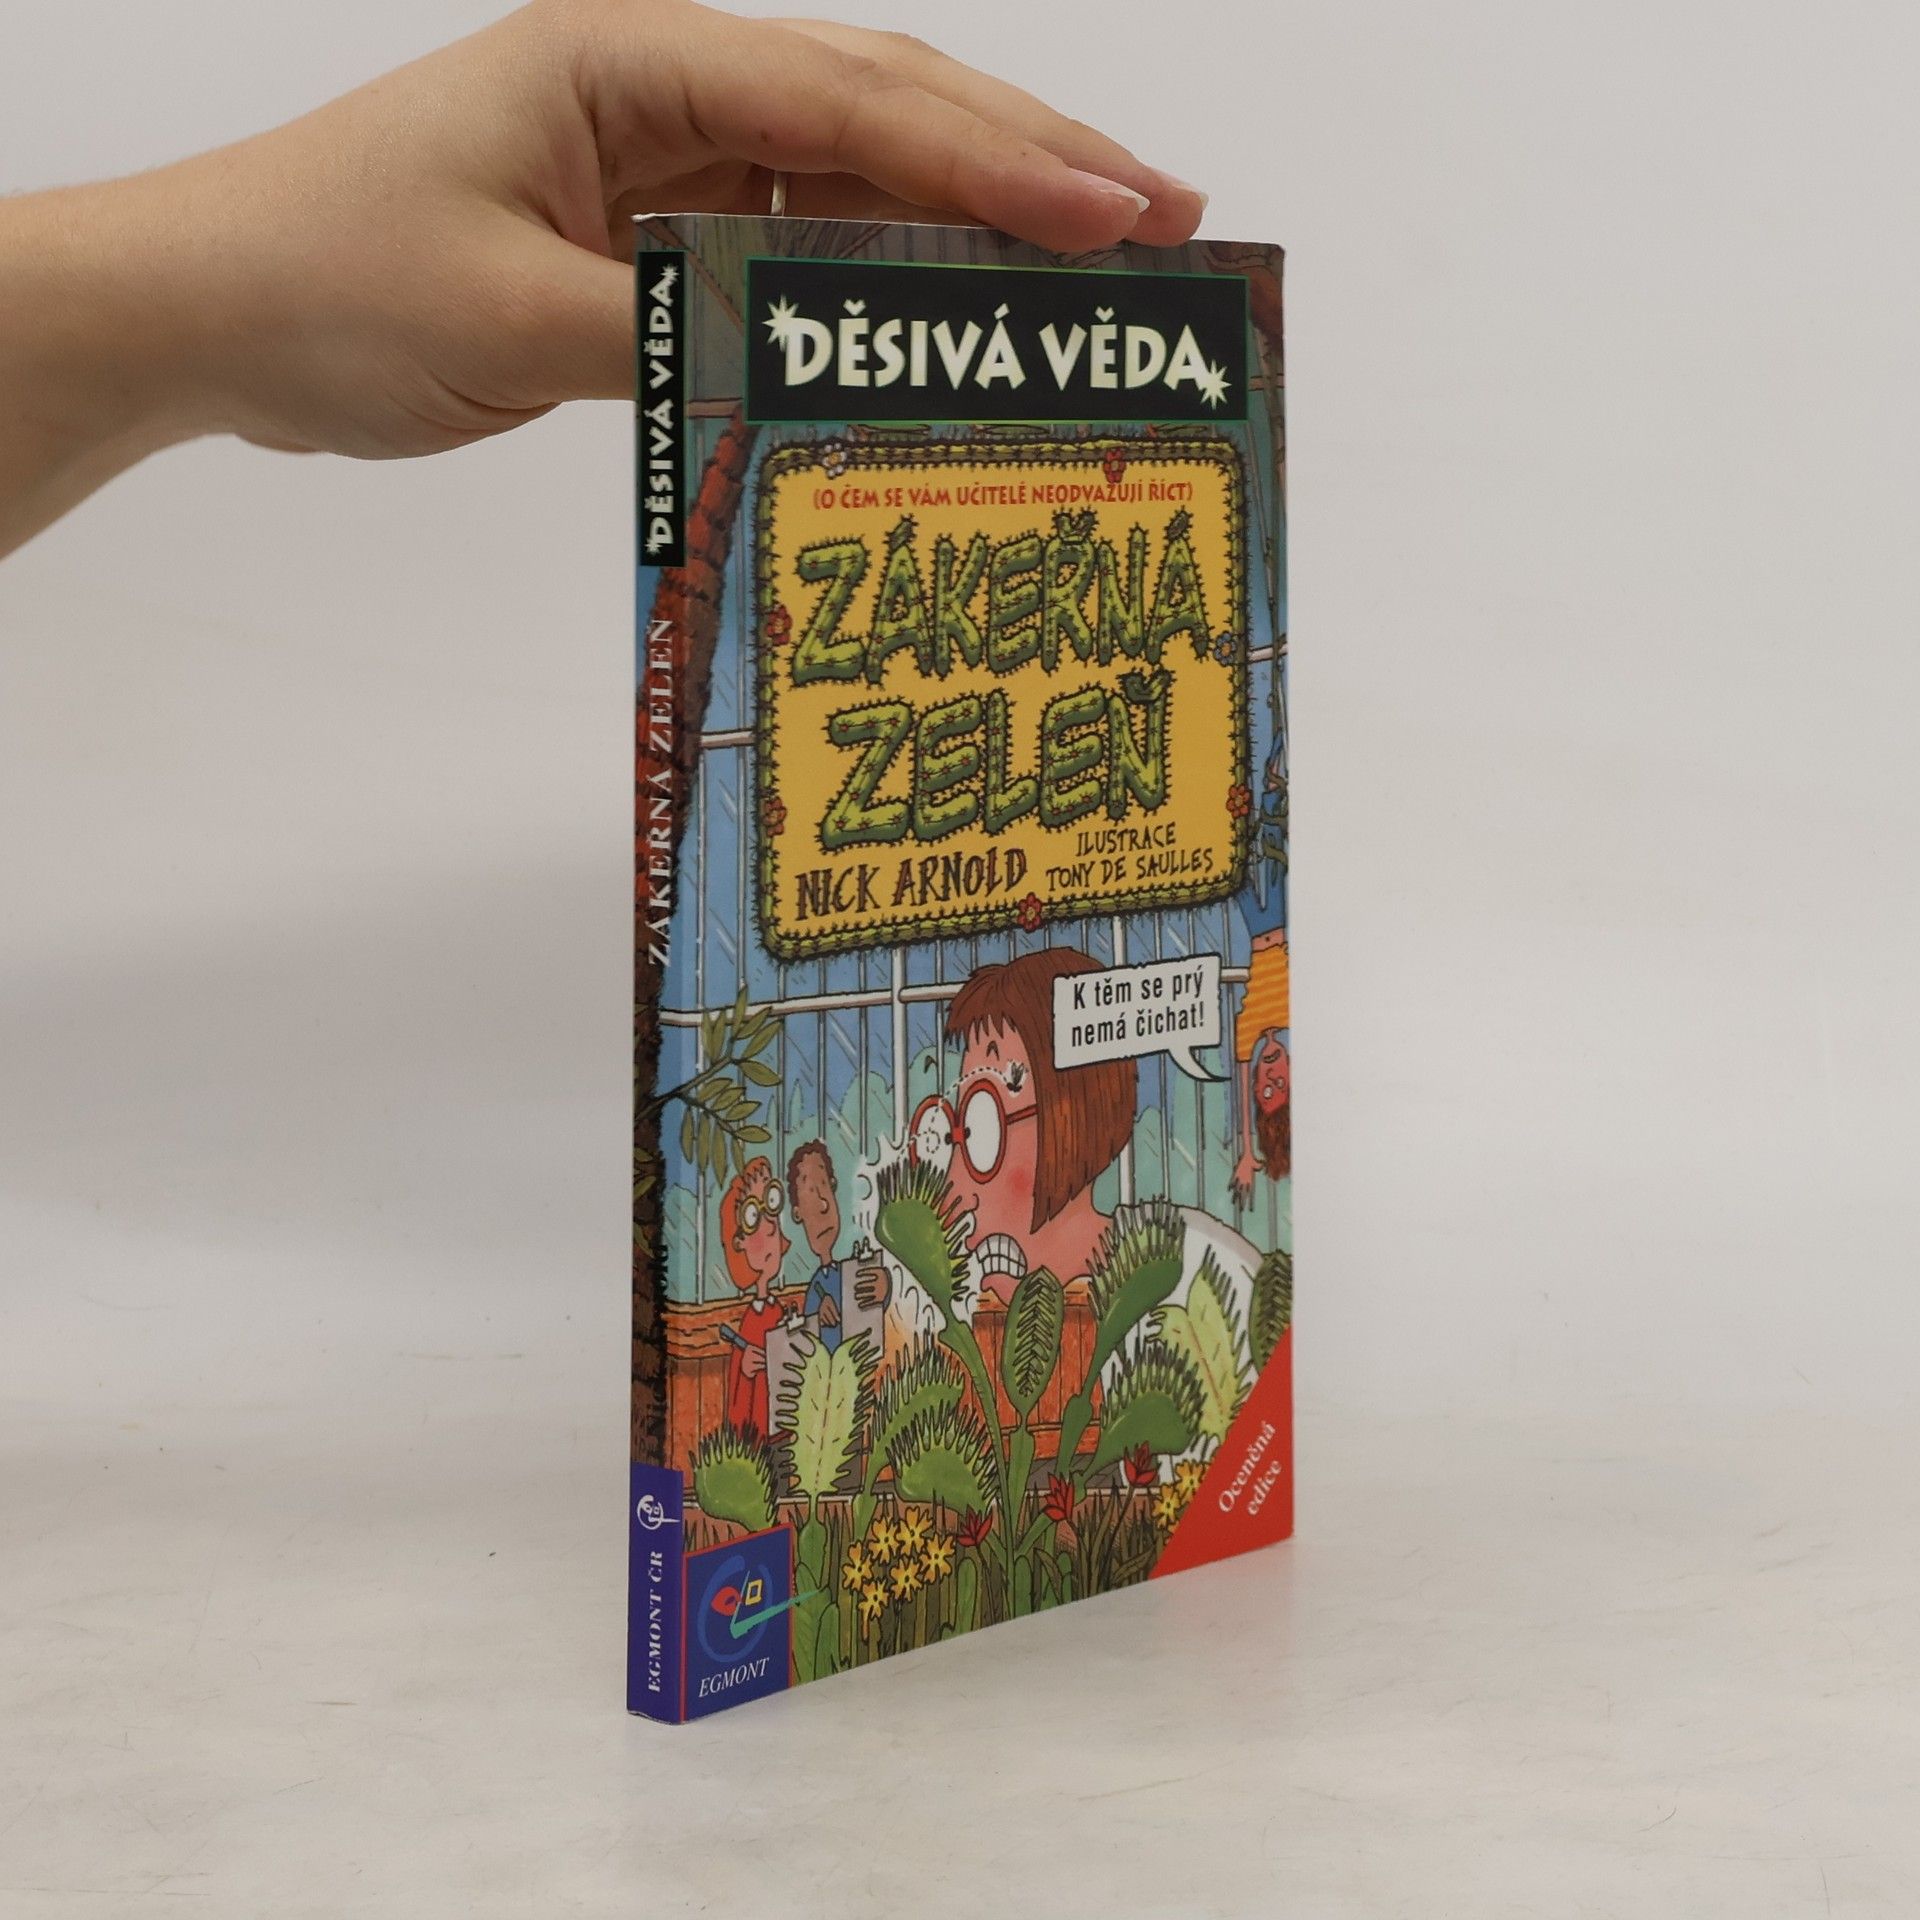 DĚSIVÁ VĚDA
ZÁKEŘNÁ ZELEŇ
EGMONT ČR
DĚSIVÁ VĚDA
(O ČEM SE VÁM UČITELÉ NEODVAŽUJÍ ŘÍCT)
ZÁKEŘNÁ
ZELEŇ
NICK ARNOLD
ILUSTRACE
TONY DE SAULLES
K těm se prý
nemá čichat!
Oceněná
edice
EGMONT